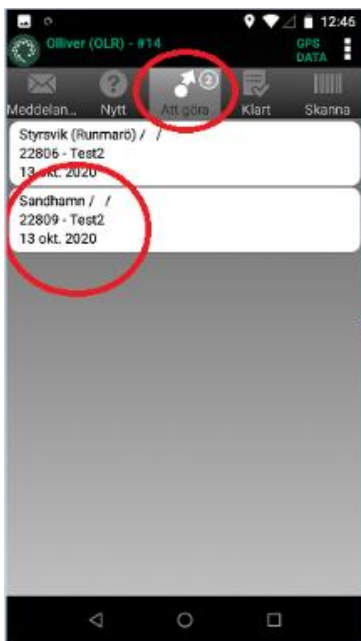 12:46
Olliver (OLR) - #14
GPS
DATA
2
Meddelan... Nytt Att göra Klart Skanna
Styrsvik (Runmarö) / /
22806 - Test2
13 okt. 2020
Sandhamn / /
22809 - Test2
13 okt. 2020